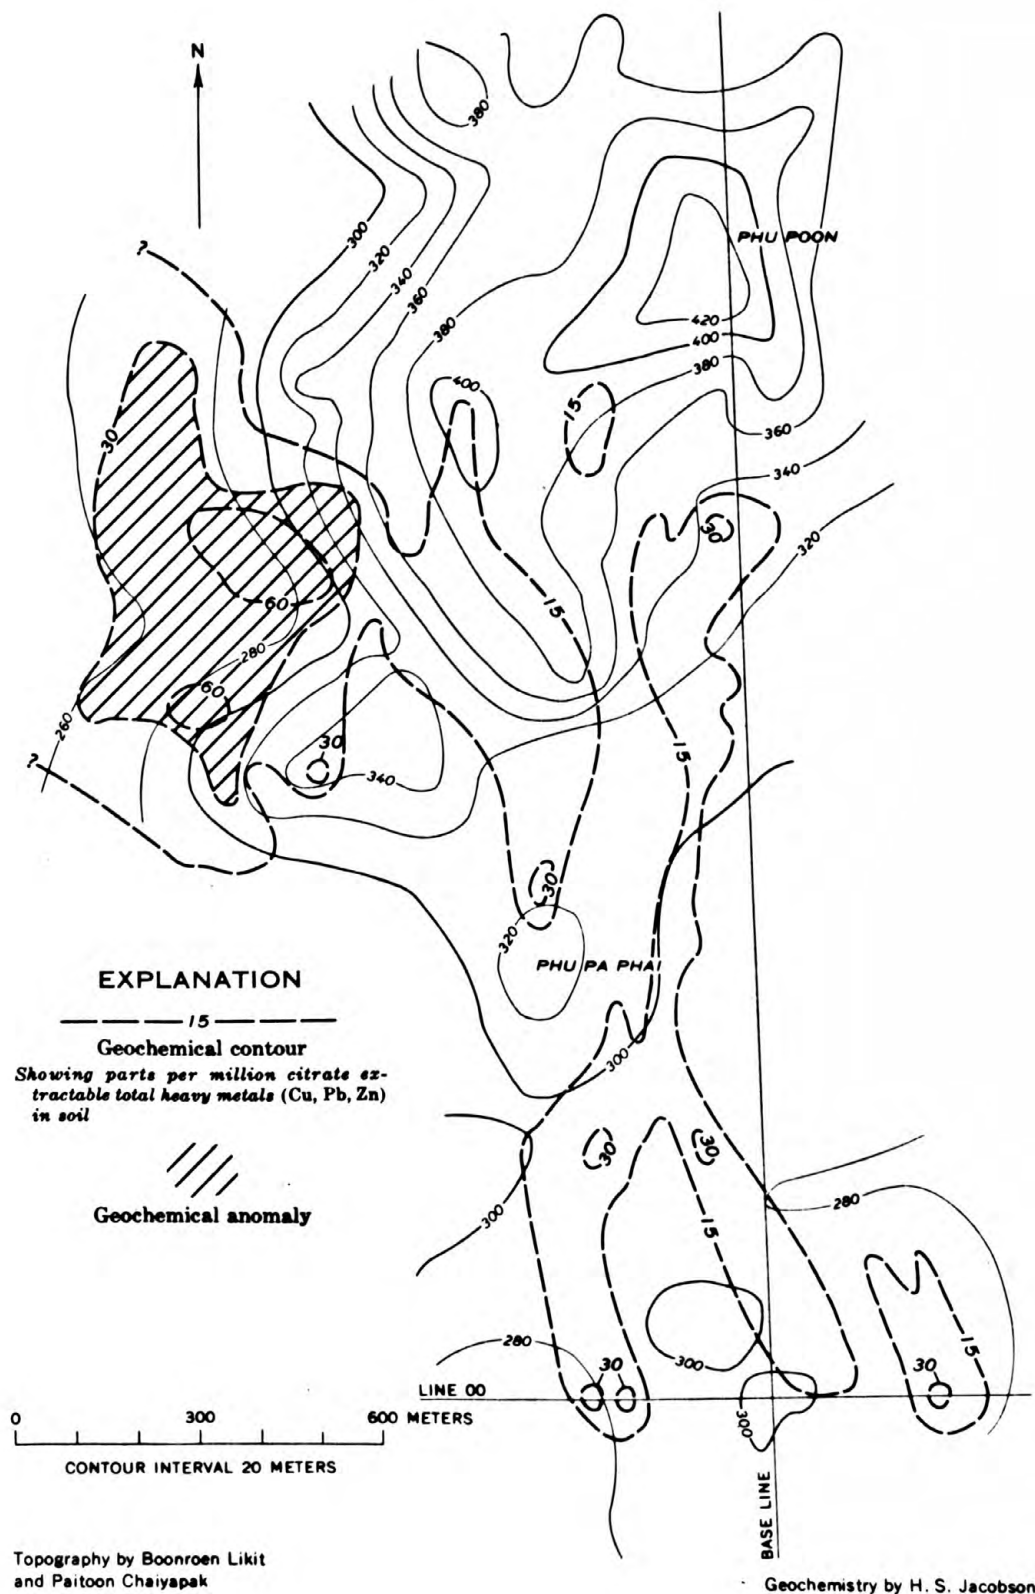 N
380
300
320
340
360
380
PHU POON
420
400
380
?
400
15
360
30
340
30
320
60
15
280
60
15
260
30
?
340
30
320
PHU PA PHAI
EXPLANATION
15
Geochemical contour
Showing parts per million citrate ex-
tractable total heavy metals (Cu, Pb, Zn)
in soil
Geochemical anomaly
300
30
30
300
15
280
280
30
300
15
30
LINE 00
300
0 300 600 METERS
CONTOUR INTERVAL 20 METERS
BASE LINE
Topography by Boonroen Likit
and Paitoon Chaiyapak
Geochemistry by H. S. Jacobson